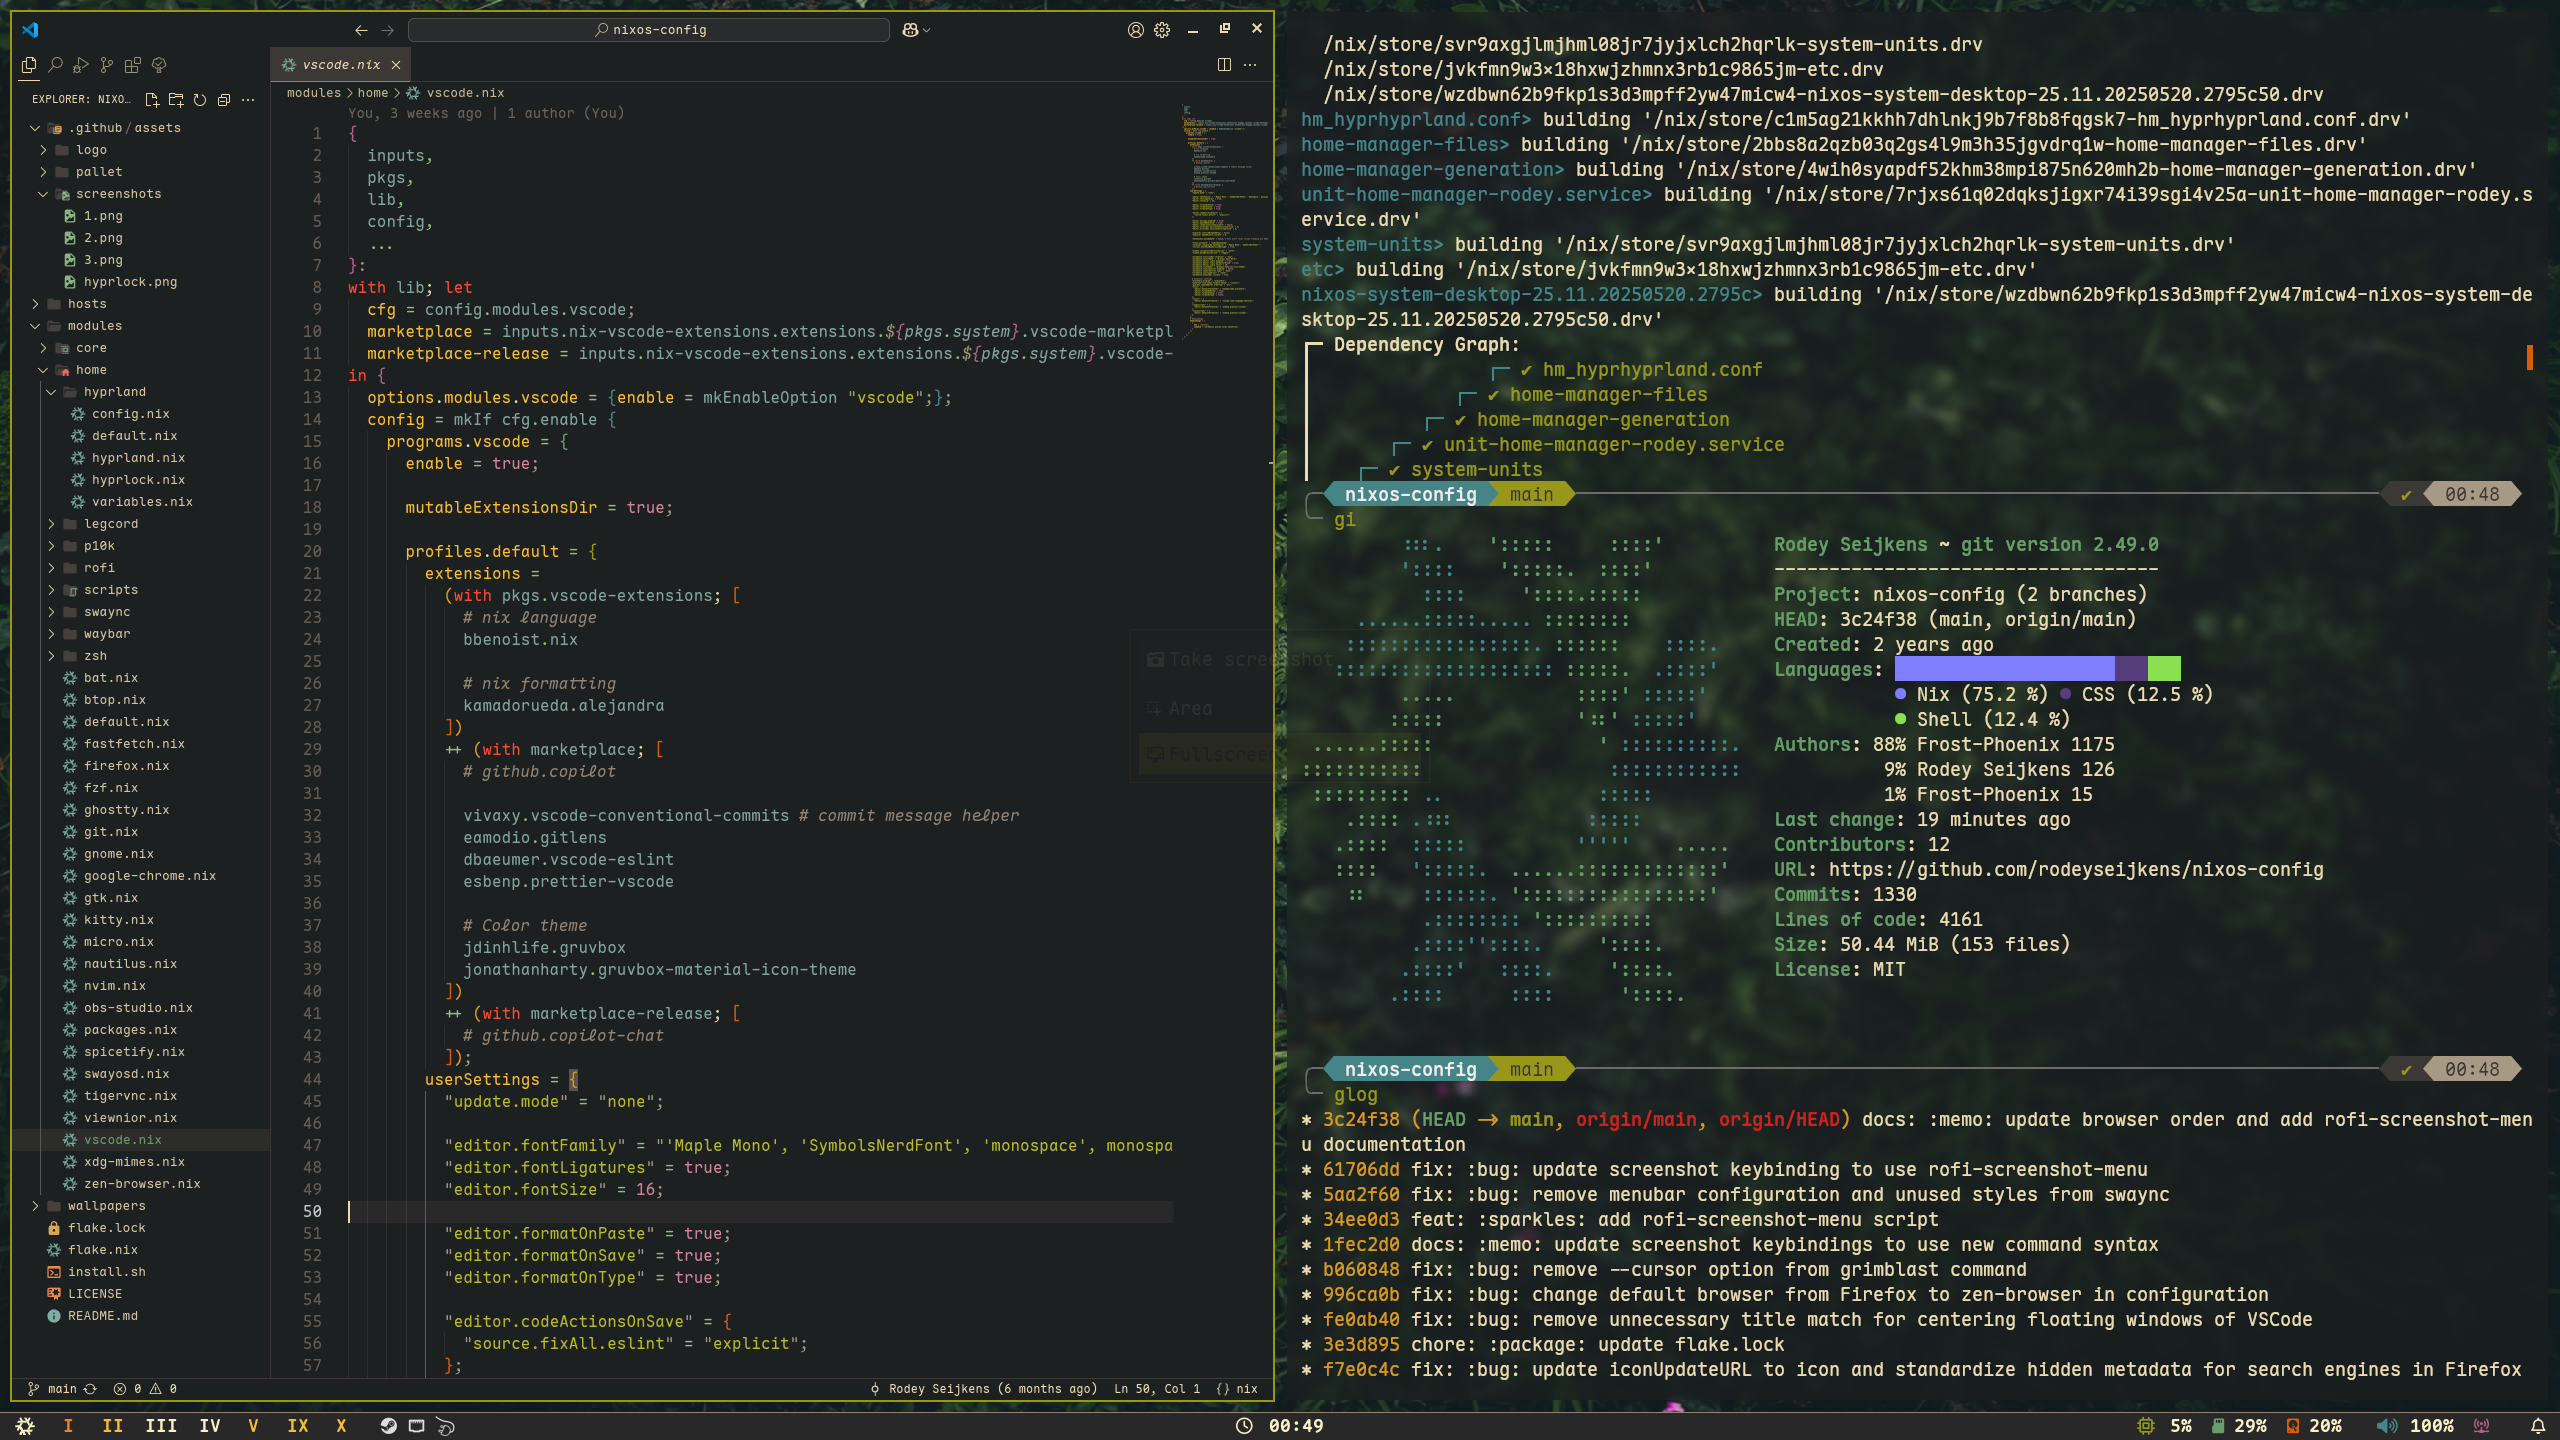 nixos-config
EXPLORER: NIXO...
.github/assets
logo
pallet
screenshots
1.png
2.png
3.png
hyprlock.png
hosts
modules
core
home
hyprland
config.nix
default.nix
hyprland.nix
hyprlock.nix
variables.nix
legcord
p10k
rofi
scripts
swaync
waybar
zsh
bat.nix
btop.nix
default.nix
fastfetch.nix
firefox.nix
fzf.nix
ghostty.nix
git.nix
gnome.nix
google-chrome.nix
gtk.nix
kitty.nix
micro.nix
nautilus.nix
nvim.nix
obs-studio.nix
packages.nix
spicetify.nix
swayosd.nix
tigervnc.nix
viewnior.nix
vscode.nix
xdg-mimes.nix
zen-browser.nix
wallpapers
flake.lock
flake.nix
install.sh
LICENSE
README.md
vscode.nix
modules > home > vscode.nix
You, 3 weeks ago | 1 author (You)
1 {
2 inputs,
3 pkgs,
4 lib,
5 config,
6 ...
7 }:
8 with lib; let
9 cfg = config.modules.vscode;
10 marketplace = inputs.nix-vscode-extensions.extensions.${pkgs.system}.vscode-marketpl
11 marketplace-release = inputs.nix-vscode-extensions.extensions.${pkgs.system}.vscode-
12 in {
13 options.modules.vscode = {enable = mkEnableOption "vscode";};
14 config = mkIf cfg.enable {
15 programs.vscode = {
16 enable = true;
17
18 mutableExtensionsDir = true;
19
20 profiles.default = {
21 extensions =
22 (with pkgs.vscode-extensions; [
23 # nix language
24 bbenoist.nix
25
26 # nix formatting
27 kamadorueda.alejandra
28 ])
29 ++ (with marketplace; [
30 # github.copilot
31
32 vivaxy.vscode-conventional-commits # commit message helper
33 eamodio.gitlens
34 dbaeumer.vscode-eslint
35 esbenp.prettier-vscode
36
37 # Color theme
38 jdinhlife.gruvbox
39 jonathanharty.gruvbox-material-icon-theme
40 ])
41 ++ (with marketplace-release; [
42 # github.copilot-chat
43 ]);
44 userSettings = {
45 "update.mode" = "none";
46
47 "editor.fontFamily" = "'Maple Mono', 'SymbolsNerdFont', 'monospace', monospa
48 "editor.fontLigatures" = true;
49 "editor.fontSize" = 16;
50
51 "editor.formatOnPaste" = true;
52 "editor.formatOnSave" = true;
53 "editor.formatOnType" = true;
54
55 "editor.codeActionsOnSave" = {
56 "source.fixAll.eslint" = "explicit";
57 };
main 0 0 Rodey Seijkens (6 months ago) Ln 50, Col 1 {} nix
Take screenshot
Area
Fullscreen
/nix/store/svr9axgjlmjhml08jr7jyjxlch2hqrlk-system-units.drv
/nix/store/jvkfmn9w3x18hxwjzhmnx3rb1c9865jm-etc.drv
/nix/store/wzdbwn62b9fkp1s3d3mpff2yw47micw4-nixos-system-desktop-25.11.20250520.2795c50.drv
hm_hyprhyprland.conf> building '/nix/store/c1m5ag21kkhh7dhlnkj9b7f8b8fqgsk7-hm_hyprhyprland.conf.drv'
home-manager-files> building '/nix/store/2bbs8a2qzb03q2gs4l9m3h35jgvdrq1w-home-manager-files.drv'
home-manager-generation> building '/nix/store/4wih0syapdf52khm38mpi875n620mh2b-home-manager-generation.drv'
unit-home-manager-rodey.service> building '/nix/store/7rjxs61q02dqksjigxr74i39sgi4v25a-unit-home-manager-rodey.s
ervice.drv'
system-units> building '/nix/store/svr9axgjlmjhml08jr7jyjxlch2hqrlk-system-units.drv'
etc> building '/nix/store/jvkfmn9w3x18hxwjzhmnx3rb1c9865jm-etc.drv'
nixos-system-desktop-25.11.20250520.2795c> building '/nix/store/wzdbwn62b9fkp1s3d3mpff2yw47micw4-nixos-system-de
sktop-25.11.20250520.2795c50.drv'
Dependency Graph:
✔ hm_hyprhyprland.conf
✔ home-manager-files
✔ home-manager-generation
✔ unit-home-manager-rodey.service
✔ system-units
nixos-config main ✔ 00:48
gi
Rodey Seijkens ~ git version 2.49.0
-----------------------------------
Project: nixos-config (2 branches)
HEAD: 3c24f38 (main, origin/main)
Created: 2 years ago
Languages:
● Nix (75.2 %) ● CSS (12.5 %)
● Shell (12.4 %)
Authors: 88% Frost-Phoenix 1175
9% Rodey Seijkens 126
1% Frost-Phoenix 15
Last change: 19 minutes ago
Contributors: 12
URL: https://github.com/rodeyseijkens/nixos-config
Commits: 1330
Lines of code: 4161
Size: 50.44 MiB (153 files)
License: MIT
nixos-config main ✔ 00:48
glog
* 3c24f38 (HEAD -> main, origin/main, origin/HEAD) docs: :memo: update browser order and add rofi-screenshot-men
u documentation
* 61706dd fix: :bug: update screenshot keybinding to use rofi-screenshot-menu
* 5aa2f60 fix: :bug: remove menubar configuration and unused styles from swaync
* 34ee0d3 feat: :sparkles: add rofi-screenshot-menu script
* 1fec2d0 docs: :memo: update screenshot keybindings to use new command syntax
* b060848 fix: :bug: remove --cursor option from grimblast command
* 996ca0b fix: :bug: change default browser from Firefox to zen-browser in configuration
* fe0ab40 fix: :bug: remove unnecessary title match for centering floating windows of VSCode
* 3e3d895 chore: :package: update flake.lock
* f7e0c4c fix: :bug: update iconUpdateURL to icon and standardize hidden metadata for search engines in Firefox
I II III IV V IX X 00:49 5% 29% 20% 100%